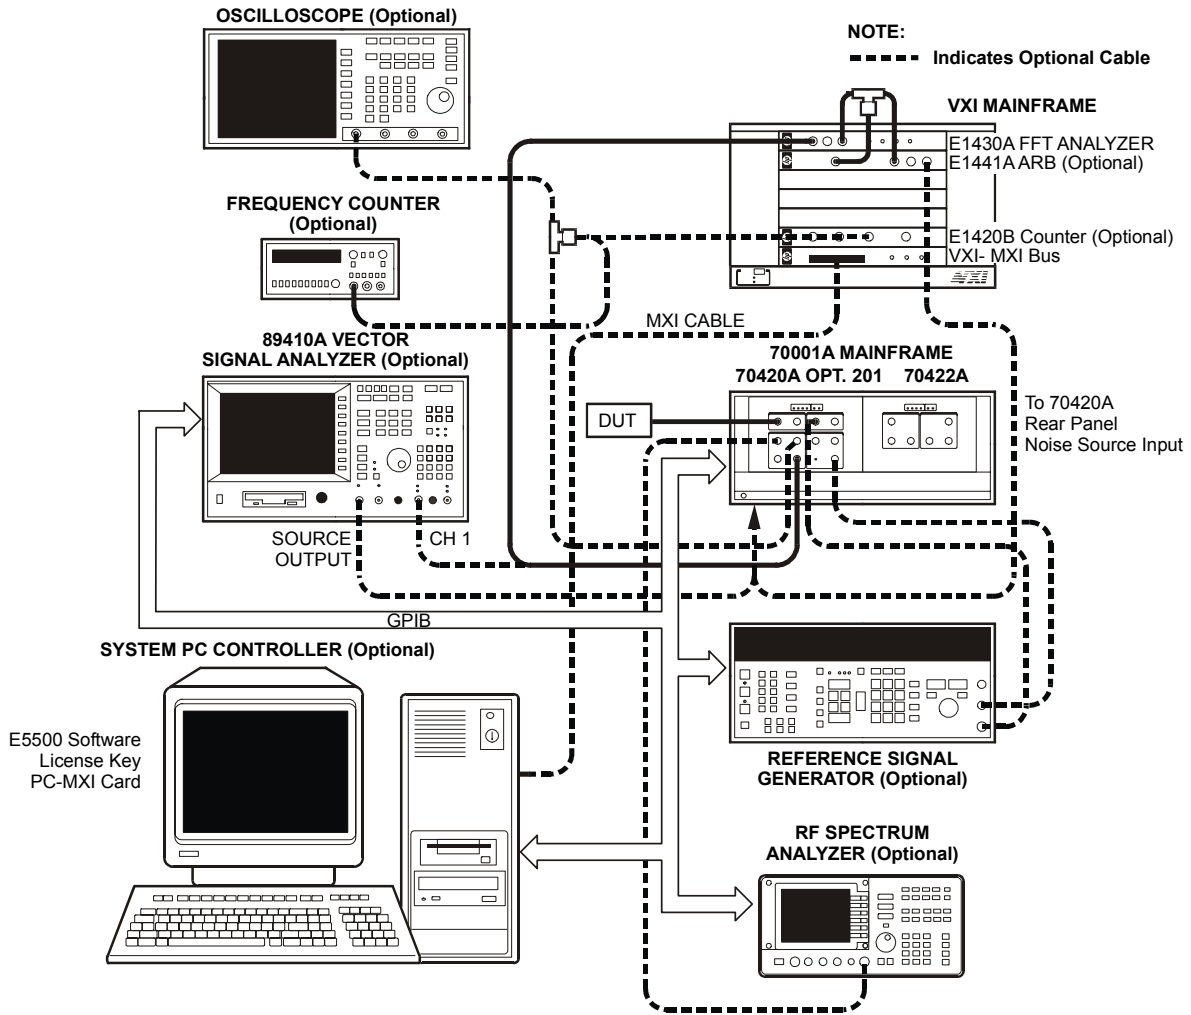 OSCILLOSCOPE (Optional)
NOTE:
Indicates Optional Cable
VXI MAINFRAME
E1430A FFT ANALYZER
E1441A ARB (Optional)
FREQUENCY COUNTER
(Optional)
E1420B Counter (Optional)
VXI- MXI Bus
VXI
MXI CABLE
89410A VECTOR
SIGNAL ANALYZER (Optional)
70001A MAINFRAME
70420A OPT. 201 70422A
DUT
To 70420A
Rear Panel
Noise Source Input
SOURCE
OUTPUT
CH 1
GPIB
SYSTEM PC CONTROLLER (Optional)
E5500 Software
License Key
PC-MXI Card
REFERENCE SIGNAL
GENERATOR (Optional)
RF SPECTRUM
ANALYZER (Optional)